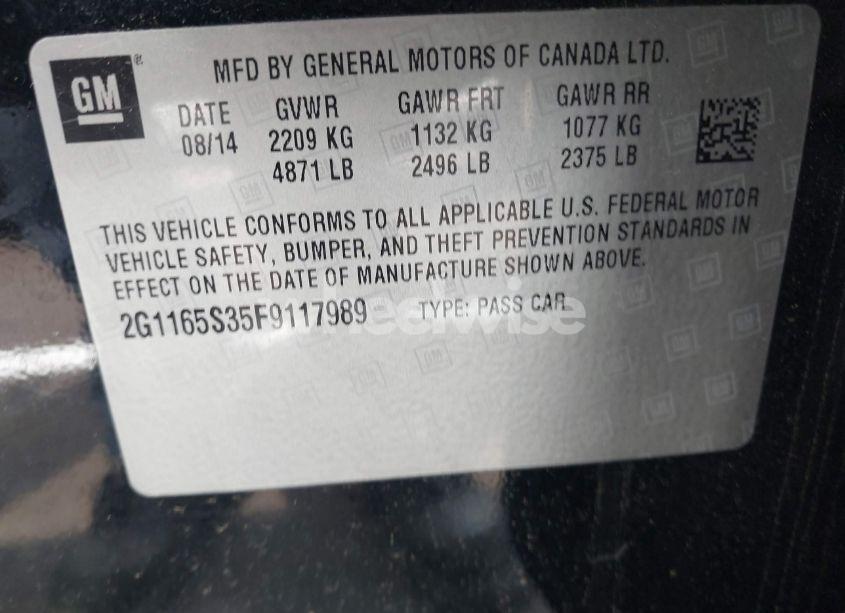 GM
MFD BY GENERAL MOTORS OF CANADA LTD.
DATE GVWR GAWR FRT GAWR RR
08/14 2209 KG 1132 KG 1077 KG
4871 LB 2496 LB 2375 LB
THIS VEHICLE CONFORMS TO ALL APPLICABLE U.S. FEDERAL MOTOR
VEHICLE SAFETY, BUMPER, AND THEFT PREVENTION STANDARDS IN
EFFECT ON THE DATE OF MANUFACTURE SHOWN ABOVE.
2G1165S35F9117989 TYPE: PASS CAR